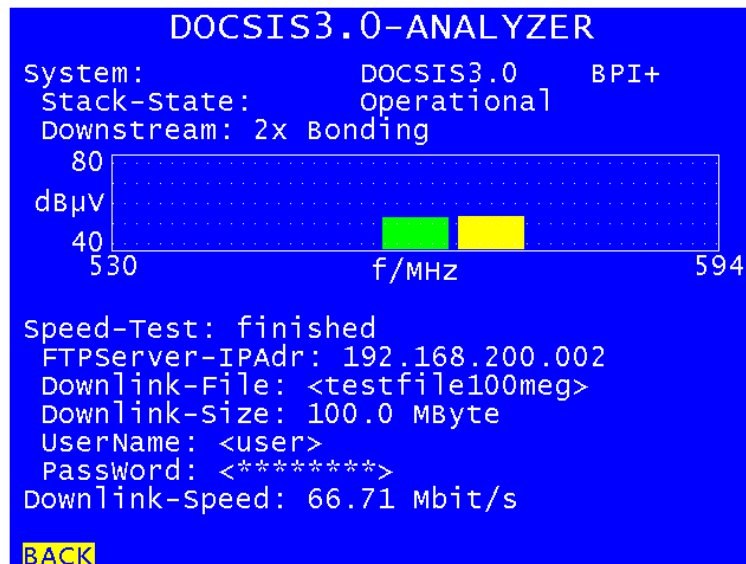 DOCSIS3.0-ANALYZER
System: DOCSIS3.0 BPI+
Stack-State: Operational
Downstream: 2x Bonding
80
dBµV
40
530 f/MHz 594
Speed-Test: finished
FTPServer-IPAdr: 192.168.200.002
Downlink-File: <testfile100meg>
Downlink-Size: 100.0 MByte
UserName: <user>
PassWord: <********>
Downlink-Speed: 66.71 Mbit/s
BACK